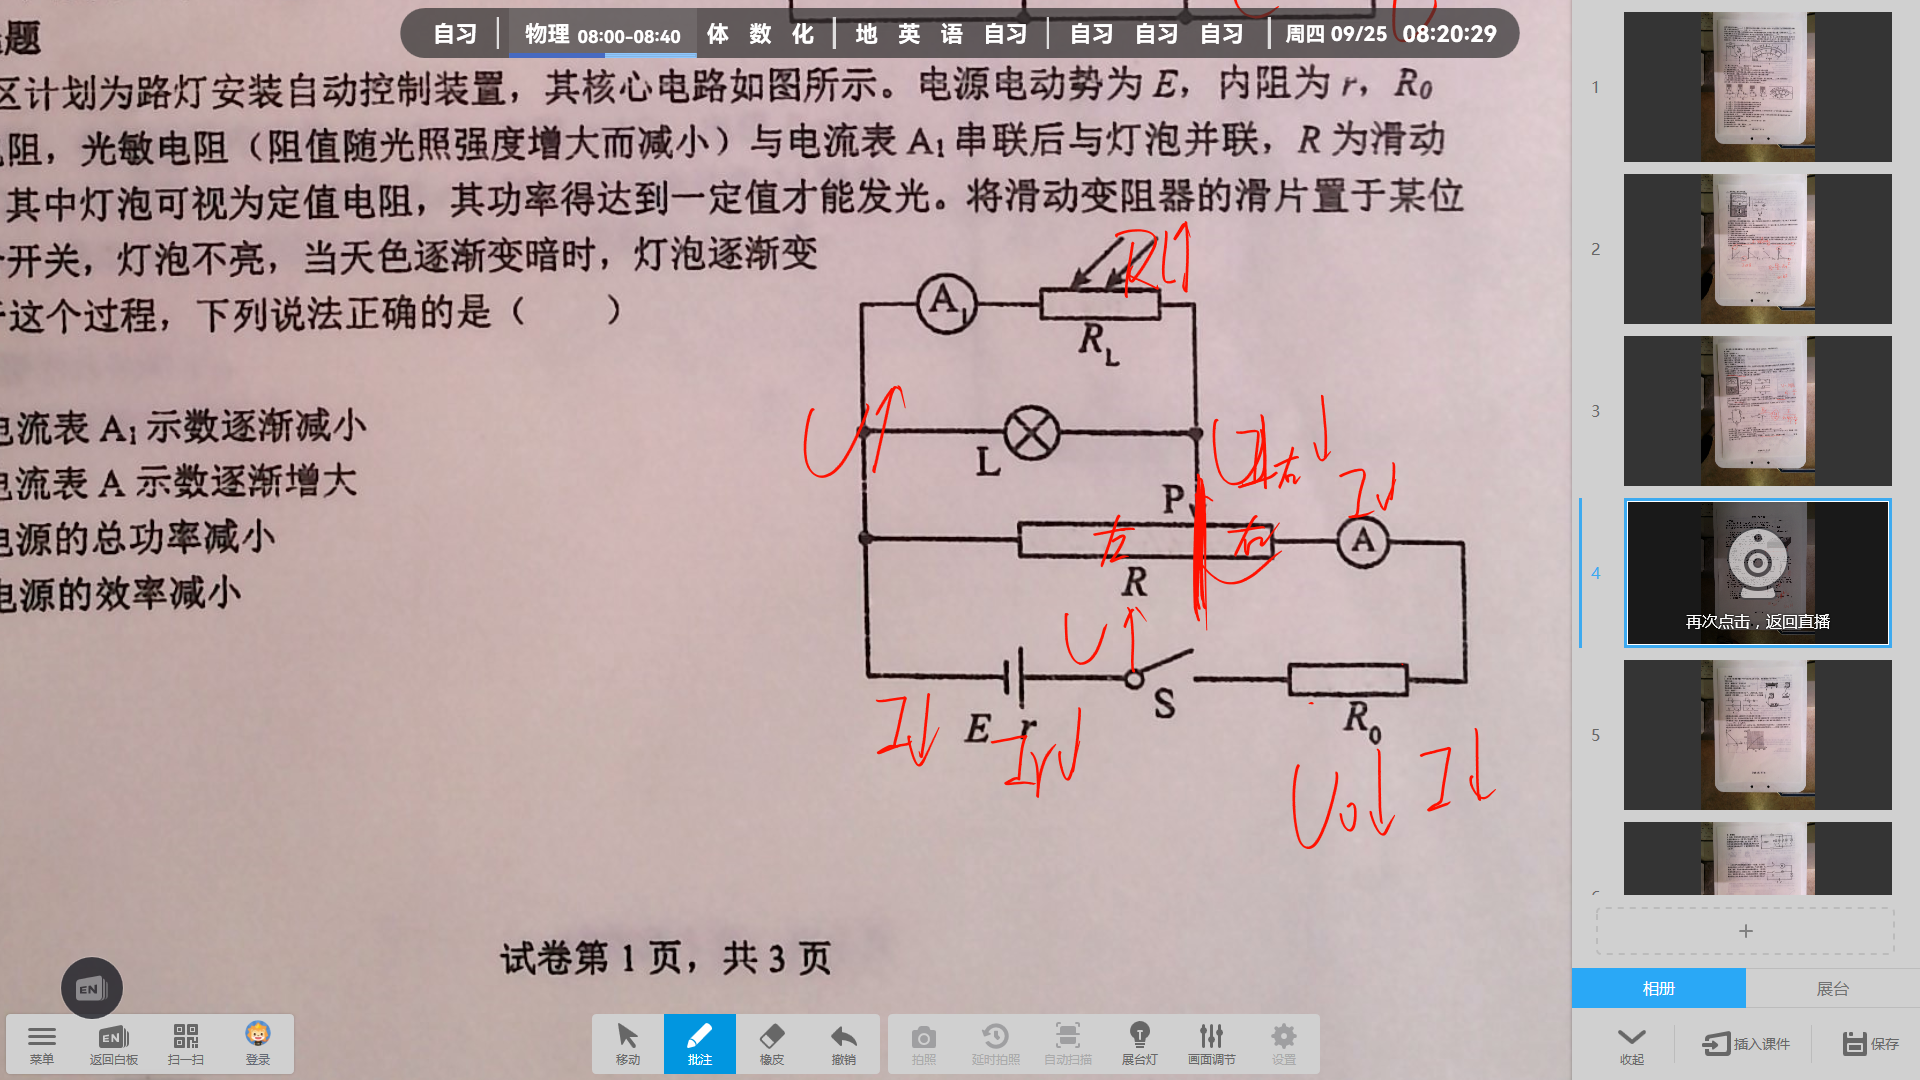 自习 物理 08:00-08:40 体 数 化 地 英 语 自习 自习 自习 自习 周四 09/25 08:20:29
题
区计划为路灯安装自动控制装置，其核心电路如图所示。电源电动势为 E，内阻为 r，R₀
阻，光敏电阻（阻值随光照强度增大而减小）与电流表 A₁ 串联后与灯泡并联，R 为滑动
其中灯泡可视为定值电阻，其功率得达到一定值才能发光。将滑动变阻器的滑片置于某位
开关，灯泡不亮，当天色逐渐变暗时，灯泡逐渐变
这个过程，下列说法正确的是（ ）
电流表 A₁ 示数逐渐减小
电流表 A 示数逐渐增大
电源的总功率减小
电源的效率减小
RL↑
A₁
R_L
U↑
L
U右↓
I↓
P
左
右
A
R
U↑
S
E r
R₀
I↓
Ir↓
U₀↓
I↓
试卷第 1 页，共 3 页
1
2
3
4
再次点击，返回直播
5
+
相册 展台
EN
菜单 返回白板 扫一扫 登录
移动 批注 橡皮 撤销
拍照 延时拍照 自动扫描 展台灯 画面调节 设置
收起 插入课件 保存